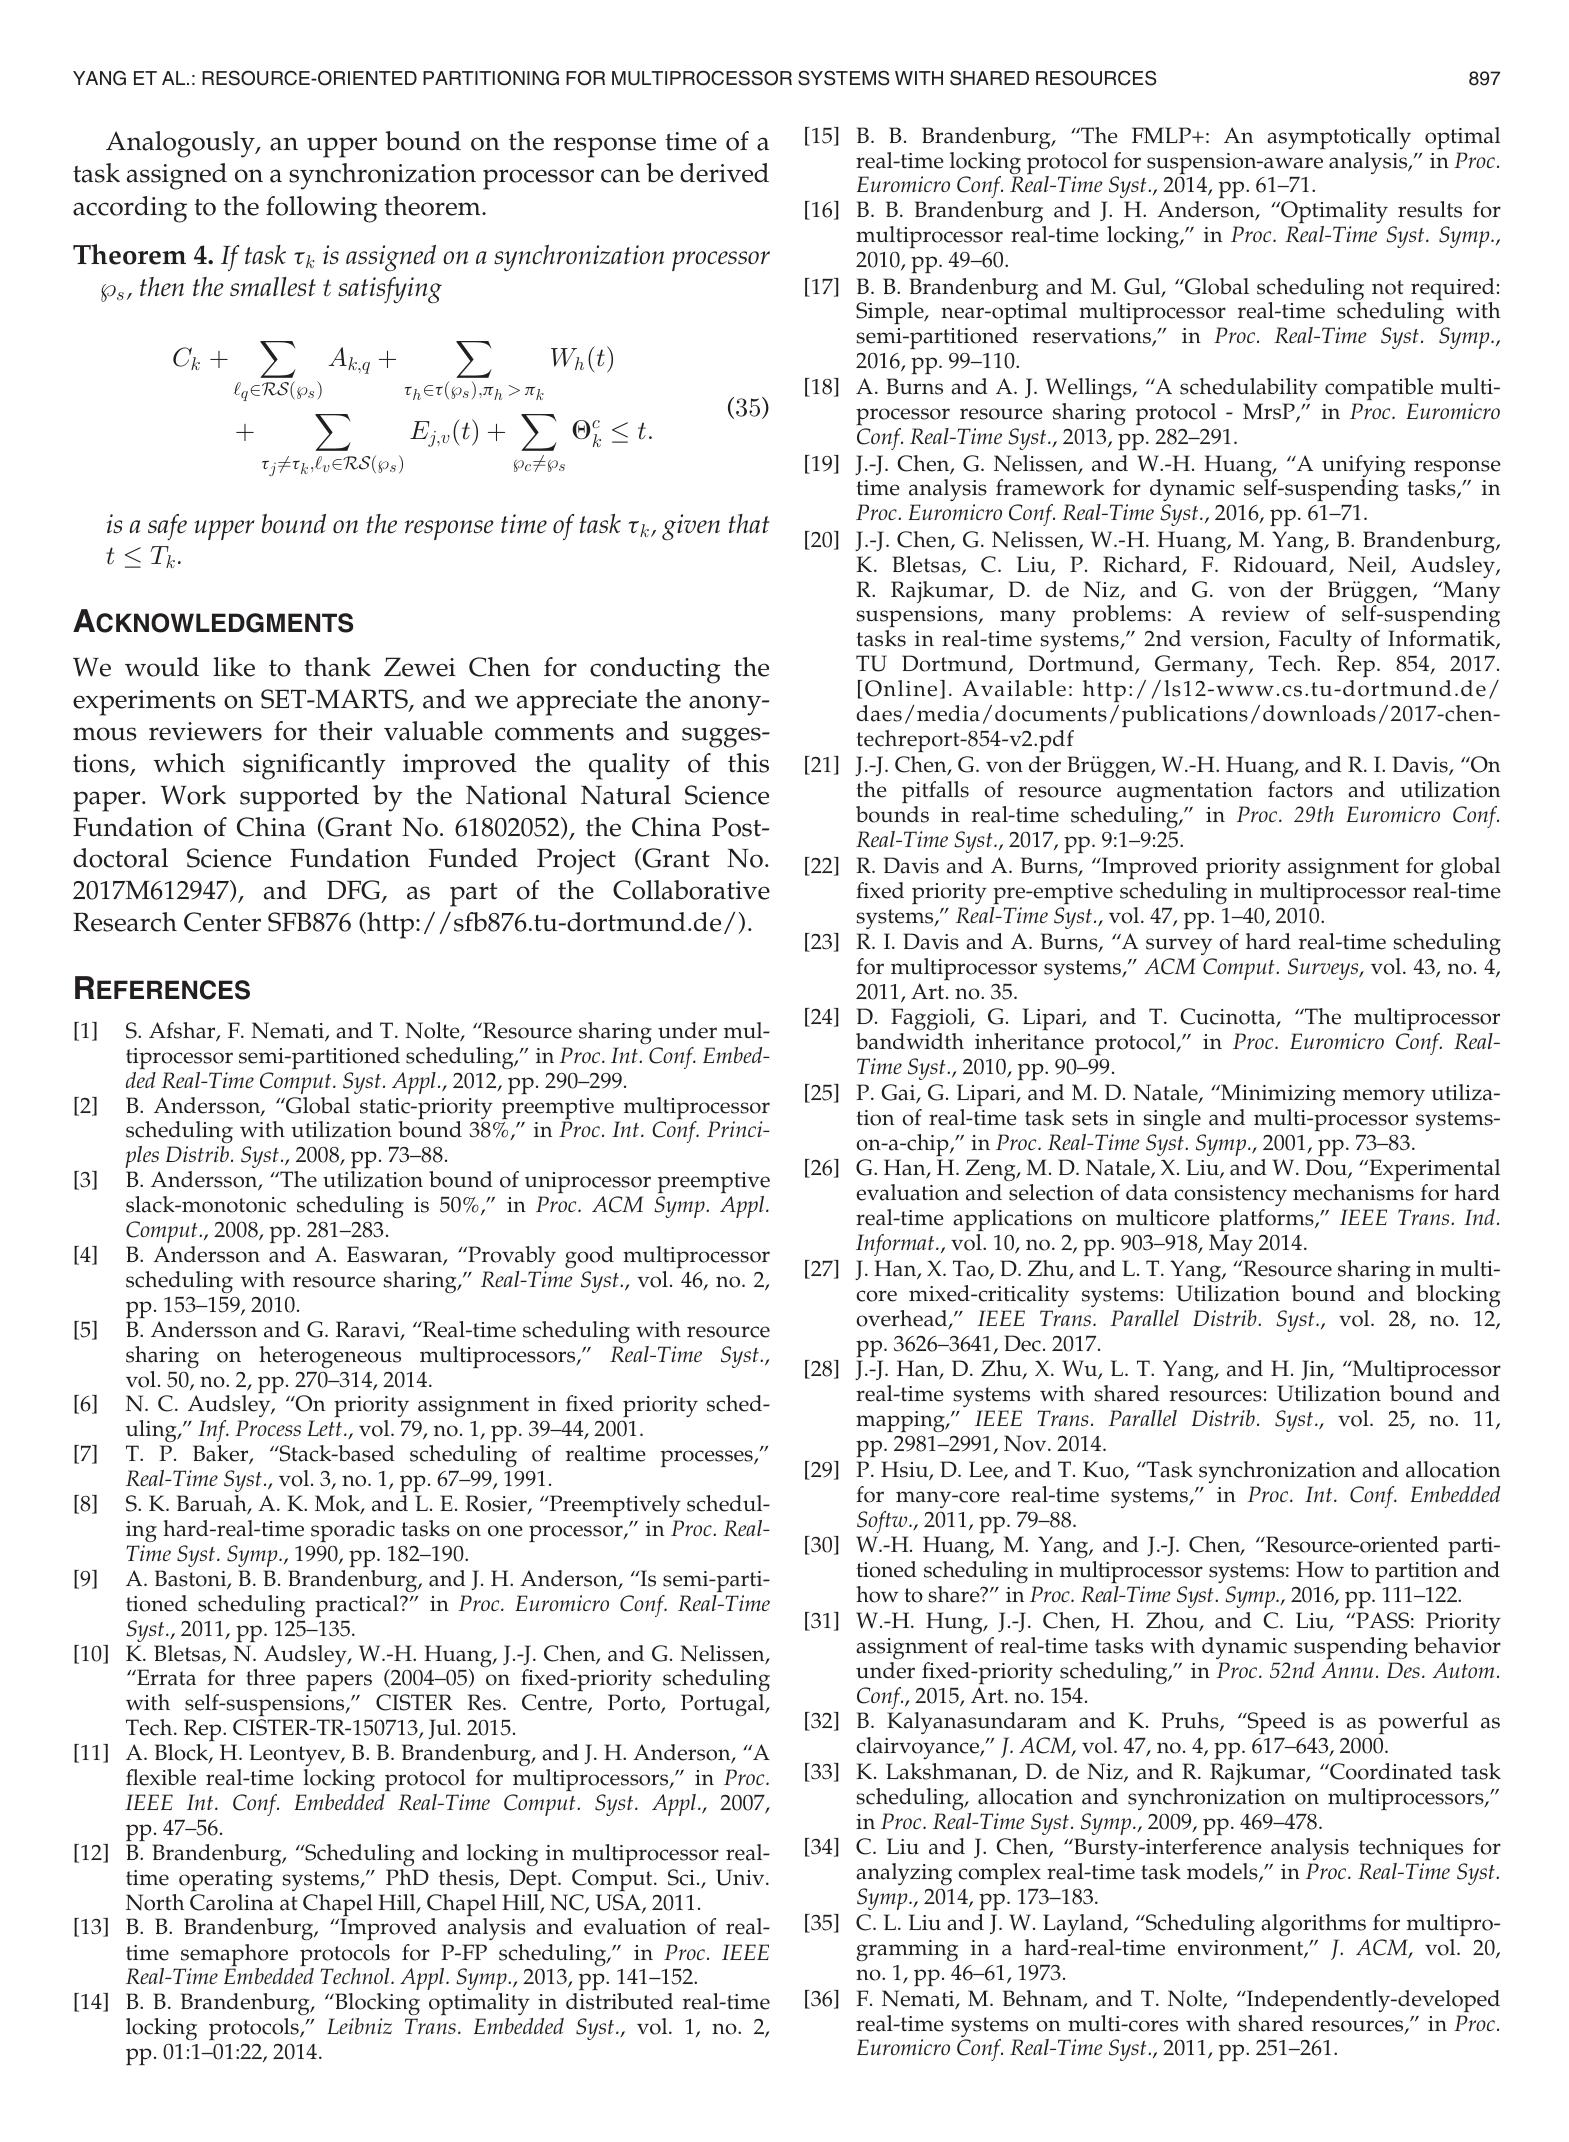 YANG ET AL.: RESOURCE-ORIENTED PARTITIONING FOR MULTIPROCESSOR SYSTEMS WITH SHARED RESOURCES 897
Analogously, an upper bound on the response time of a
task assigned on a synchronization processor can be derived
according to the following theorem.
Theorem 4. If task τ_k is assigned on a synchronization processor
℘_s, then the smallest t satisfying
C_k + ∑_{ℓ_q∈RS(℘_s)} A_{k,q} + ∑_{τ_h∈τ(℘_s),π_h>π_k} W_h(t)
+ ∑_{τ_j≠τ_k,ℓ_v∈RS(℘_s)} E_{j,v}(t) + ∑_{℘_c≠℘_s} Θ_k^c ≤ t.
(35)
is a safe upper bound on the response time of task τ_k, given that
t ≤ T_k.
ACKNOWLEDGMENTS
We would like to thank Zewei Chen for conducting the
experiments on SET-MARTS, and we appreciate the anony-
mous reviewers for their valuable comments and sugges-
tions, which significantly improved the quality of this
paper. Work supported by the National Natural Science
Fundation of China (Grant No. 61802052), the China Post-
doctoral Science Fundation Funded Project (Grant No.
2017M612947), and DFG, as part of the Collaborative
Research Center SFB876 (http://sfb876.tu-dortmund.de/).
REFERENCES
[1] S. Afshar, F. Nemati, and T. Nolte, “Resource sharing under mul-
tiprocessor semi-partitioned scheduling,” in Proc. Int. Conf. Embed-
ded Real-Time Comput. Syst. Appl., 2012, pp. 290–299.
[2] B. Andersson, “Global static-priority preemptive multiprocessor
scheduling with utilization bound 38%,” in Proc. Int. Conf. Princi-
ples Distrib. Syst., 2008, pp. 73–88.
[3] B. Andersson, “The utilization bound of uniprocessor preemptive
slack-monotonic scheduling is 50%,” in Proc. ACM Symp. Appl.
Comput., 2008, pp. 281–283.
[4] B. Andersson and A. Easwaran, “Provably good multiprocessor
scheduling with resource sharing,” Real-Time Syst., vol. 46, no. 2,
pp. 153–159, 2010.
[5] B. Andersson and G. Raravi, “Real-time scheduling with resource
sharing on heterogeneous multiprocessors,” Real-Time Syst.,
vol. 50, no. 2, pp. 270–314, 2014.
[6] N. C. Audsley, “On priority assignment in fixed priority sched-
uling,” Inf. Process Lett., vol. 79, no. 1, pp. 39–44, 2001.
[7] T. P. Baker, “Stack-based scheduling of realtime processes,”
Real-Time Syst., vol. 3, no. 1, pp. 67–99, 1991.
[8] S. K. Baruah, A. K. Mok, and L. E. Rosier, “Preemptively schedul-
ing hard-real-time sporadic tasks on one processor,” in Proc. Real-
Time Syst. Symp., 1990, pp. 182–190.
[9] A. Bastoni, B. B. Brandenburg, and J. H. Anderson, “Is semi-parti-
tioned scheduling practical?” in Proc. Euromicro Conf. Real-Time
Syst., 2011, pp. 125–135.
[10] K. Bletsas, N. Audsley, W.-H. Huang, J.-J. Chen, and G. Nelissen,
“Errata for three papers (2004–05) on fixed-priority scheduling
with self-suspensions,” CISTER Res. Centre, Porto, Portugal,
Tech. Rep. CISTER-TR-150713, Jul. 2015.
[11] A. Block, H. Leontyev, B. B. Brandenburg, and J. H. Anderson, “A
flexible real-time locking protocol for multiprocessors,” in Proc.
IEEE Int. Conf. Embedded Real-Time Comput. Syst. Appl., 2007,
pp. 47–56.
[12] B. Brandenburg, “Scheduling and locking in multiprocessor real-
time operating systems,” PhD thesis, Dept. Comput. Sci., Univ.
North Carolina at Chapel Hill, Chapel Hill, NC, USA, 2011.
[13] B. B. Brandenburg, “Improved analysis and evaluation of real-
time semaphore protocols for P-FP scheduling,” in Proc. IEEE
Real-Time Embedded Technol. Appl. Symp., 2013, pp. 141–152.
[14] B. B. Brandenburg, “Blocking optimality in distributed real-time
locking protocols,” Leibniz Trans. Embedded Syst., vol. 1, no. 2,
pp. 01:1–01:22, 2014.
[15] B. B. Brandenburg, “The FMLP+: An asymptotically optimal
real-time locking protocol for suspension-aware analysis,” in Proc.
Euromicro Conf. Real-Time Syst., 2014, pp. 61–71.
[16] B. B. Brandenburg and J. H. Anderson, “Optimality results for
multiprocessor real-time locking,” in Proc. Real-Time Syst. Symp.,
2010, pp. 49–60.
[17] B. B. Brandenburg and M. Gul, “Global scheduling not required:
Simple, near-optimal multiprocessor real-time scheduling with
semi-partitioned reservations,” in Proc. Real-Time Syst. Symp.,
2016, pp. 99–110.
[18] A. Burns and A. J. Wellings, “A schedulability compatible multi-
processor resource sharing protocol - MrsP,” in Proc. Euromicro
Conf. Real-Time Syst., 2013, pp. 282–291.
[19] J.-J. Chen, G. Nelissen, and W.-H. Huang, “A unifying response
time analysis framework for dynamic self-suspending tasks,” in
Proc. Euromicro Conf. Real-Time Syst., 2016, pp. 61–71.
[20] J.-J. Chen, G. Nelissen, W.-H. Huang, M. Yang, B. Brandenburg,
K. Bletsas, C. Liu, P. Richard, F. Ridouard, Neil, Audsley,
R. Rajkumar, D. de Niz, and G. von der Brüggen, “Many
suspensions, many problems: A review of self-suspending
tasks in real-time systems,” 2nd version, Faculty of Informatik,
TU Dortmund, Dortmund, Germany, Tech. Rep. 854, 2017.
[Online]. Available: http://ls12-www.cs.tu-dortmund.de/
daes/media/documents/publications/downloads/2017-chen-
techreport-854-v2.pdf
[21] J.-J. Chen, G. von der Brüggen, W.-H. Huang, and R. I. Davis, “On
the pitfalls of resource augmentation factors and utilization
bounds in real-time scheduling,” in Proc. 29th Euromicro Conf.
Real-Time Syst., 2017, pp. 9:1–9:25.
[22] R. Davis and A. Burns, “Improved priority assignment for global
fixed priority pre-emptive scheduling in multiprocessor real-time
systems,” Real-Time Syst., vol. 47, pp. 1–40, 2010.
[23] R. I. Davis and A. Burns, “A survey of hard real-time scheduling
for multiprocessor systems,” ACM Comput. Surveys, vol. 43, no. 4,
2011, Art. no. 35.
[24] D. Faggioli, G. Lipari, and T. Cucinotta, “The multiprocessor
bandwidth inheritance protocol,” in Proc. Euromicro Conf. Real-
Time Syst., 2010, pp. 90–99.
[25] P. Gai, G. Lipari, and M. D. Natale, “Minimizing memory utiliza-
tion of real-time task sets in single and multi-processor systems-
on-a-chip,” in Proc. Real-Time Syst. Symp., 2001, pp. 73–83.
[26] G. Han, H. Zeng, M. D. Natale, X. Liu, and W. Dou, “Experimental
evaluation and selection of data consistency mechanisms for hard
real-time applications on multicore platforms,” IEEE Trans. Ind.
Informat., vol. 10, no. 2, pp. 903–918, May 2014.
[27] J. Han, X. Tao, D. Zhu, and L. T. Yang, “Resource sharing in multi-
core mixed-criticality systems: Utilization bound and blocking
overhead,” IEEE Trans. Parallel Distrib. Syst., vol. 28, no. 12,
pp. 3626–3641, Dec. 2017.
[28] J.-J. Han, D. Zhu, X. Wu, L. T. Yang, and H. Jin, “Multiprocessor
real-time systems with shared resources: Utilization bound and
mapping,” IEEE Trans. Parallel Distrib. Syst., vol. 25, no. 11,
pp. 2981–2991, Nov. 2014.
[29] P. Hsiu, D. Lee, and T. Kuo, “Task synchronization and allocation
for many-core real-time systems,” in Proc. Int. Conf. Embedded
Softw., 2011, pp. 79–88.
[30] W.-H. Huang, M. Yang, and J.-J. Chen, “Resource-oriented parti-
tioned scheduling in multiprocessor systems: How to partition and
how to share?” in Proc. Real-Time Syst. Symp., 2016, pp. 111–122.
[31] W.-H. Hung, J.-J. Chen, H. Zhou, and C. Liu, “PASS: Priority
assignment of real-time tasks with dynamic suspending behavior
under fixed-priority scheduling,” in Proc. 52nd Annu. Des. Autom.
Conf., 2015, Art. no. 154.
[32] B. Kalyanasundaram and K. Pruhs, “Speed is as powerful as
clairvoyance,” J. ACM, vol. 47, no. 4, pp. 617–643, 2000.
[33] K. Lakshmanan, D. de Niz, and R. Rajkumar, “Coordinated task
scheduling, allocation and synchronization on multiprocessors,”
in Proc. Real-Time Syst. Symp., 2009, pp. 469–478.
[34] C. Liu and J. Chen, “Bursty-interference analysis techniques for
analyzing complex real-time task models,” in Proc. Real-Time Syst.
Symp., 2014, pp. 173–183.
[35] C. L. Liu and J. W. Layland, “Scheduling algorithms for multipro-
gramming in a hard-real-time environment,” J. ACM, vol. 20,
no. 1, pp. 46–61, 1973.
[36] F. Nemati, M. Behnam, and T. Nolte, “Independently-developed
real-time systems on multi-cores with shared resources,” in Proc.
Euromicro Conf. Real-Time Syst., 2011, pp. 251–261.